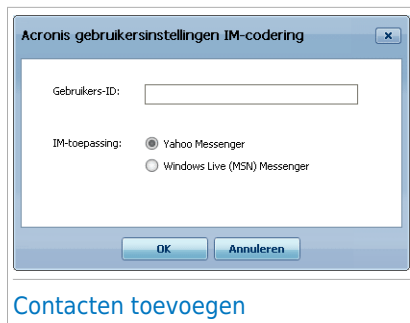 Acronis gebruikersinstellingen IM-codering
Gebruikers-ID:
IM-toepassing:
Yahoo Messenger
Windows Live (MSN) Messenger
OK
Annuleren
Contacten toevoegen